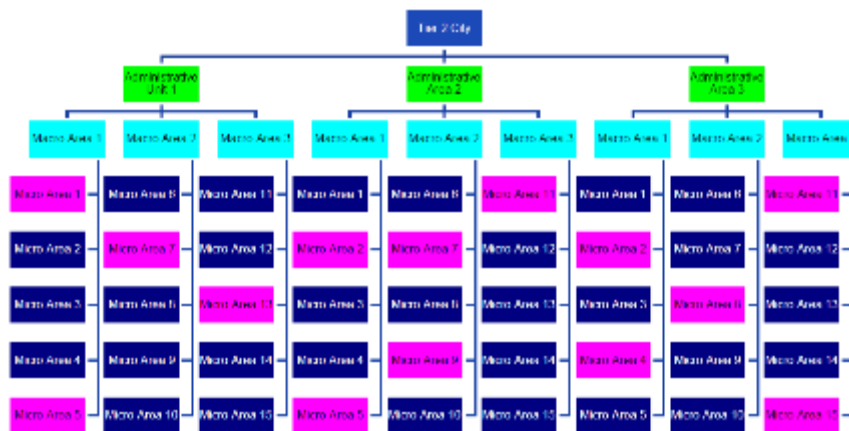 Tier 2 City
Administrative
Unit 1
Administrative
Area 2
Administrative
Area 3
Macro Area 1
Macro Area 2
Macro Area 3
Macro Area 1
Macro Area 2
Macro Area 3
Macro Area 1
Macro Area 2
Macro Area
Micro Area 1
Micro Area 6
Micro Area 11
Micro Area 1
Micro Area 6
Micro Area 11
Micro Area 1
Micro Area 6
Micro Area 11
Micro Area 2
Micro Area 7
Micro Area 12
Micro Area 2
Micro Area 7
Micro Area 12
Micro Area 2
Micro Area 7
Micro Area 12
Micro Area 3
Micro Area 8
Micro Area 13
Micro Area 3
Micro Area 8
Micro Area 13
Micro Area 3
Micro Area 8
Micro Area 13
Micro Area 4
Micro Area 9
Micro Area 14
Micro Area 4
Micro Area 9
Micro Area 14
Micro Area 4
Micro Area 9
Micro Area 14
Micro Area 5
Micro Area 10
Micro Area 15
Micro Area 5
Micro Area 10
Micro Area 15
Micro Area 5
Micro Area 10
Micro Area 15